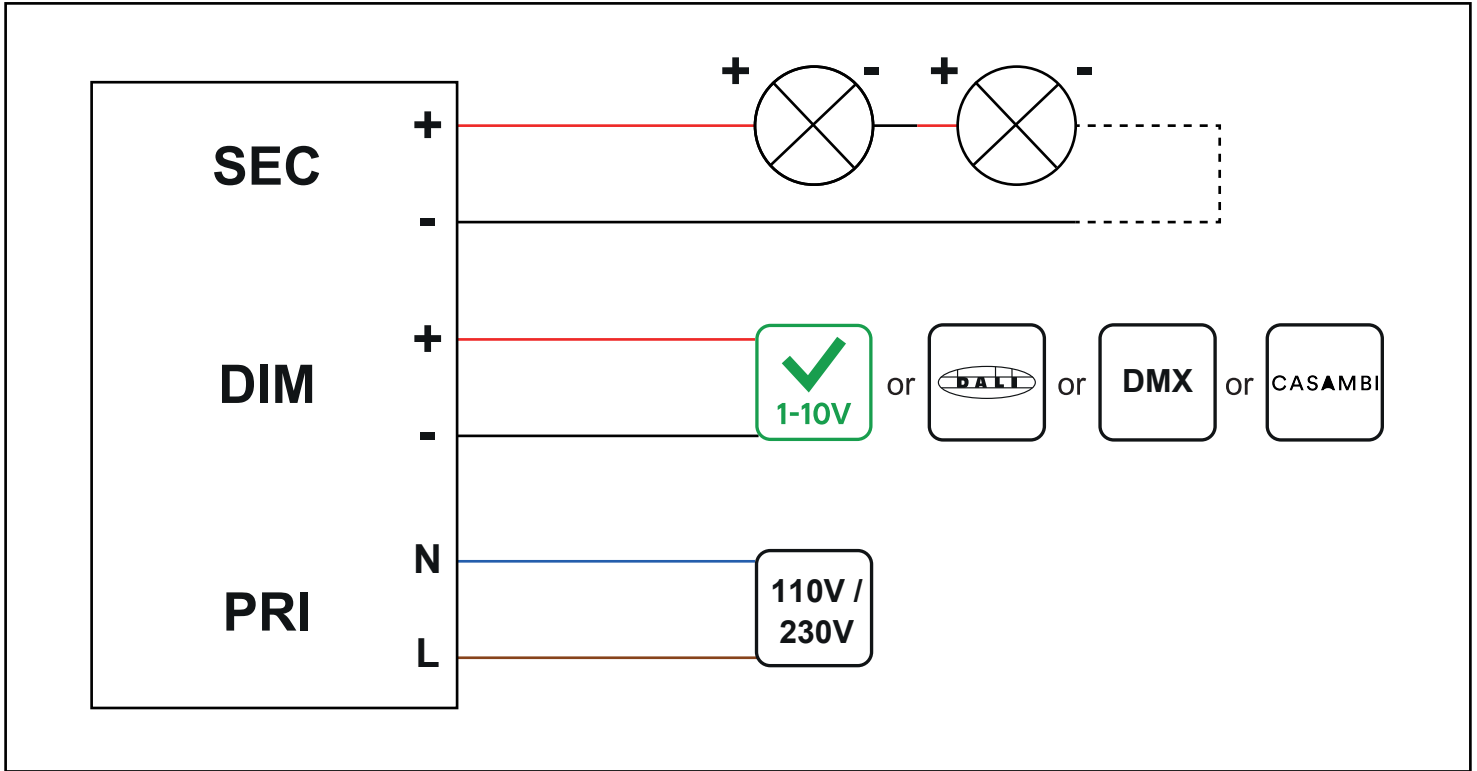 + - + -
+
SEC
-
+
DIM
1-10V or DALI or DMX or CASAMBI
-
N
PRI
110V /
230V
L